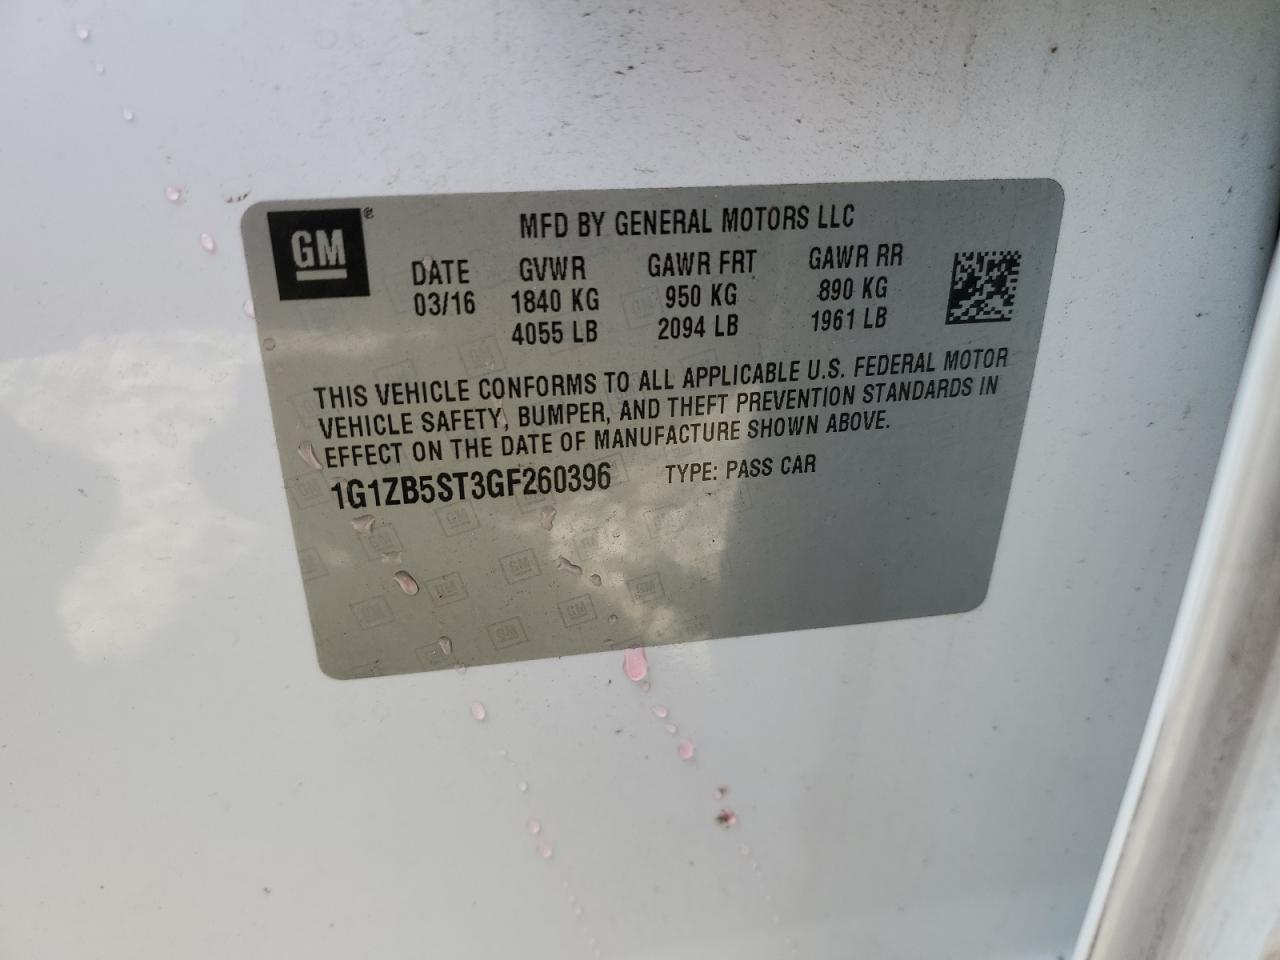 GM ®
MFD BY GENERAL MOTORS LLC
DATE GVWR GAWR FRT GAWR RR
03/16 1840 KG 950 KG 890 KG
4055 LB 2094 LB 1961 LB
THIS VEHICLE CONFORMS TO ALL APPLICABLE U.S. FEDERAL MOTOR
VEHICLE SAFETY, BUMPER, AND THEFT PREVENTION STANDARDS IN
EFFECT ON THE DATE OF MANUFACTURE SHOWN ABOVE.
1G1ZB5ST3GF260396 TYPE: PASS CAR